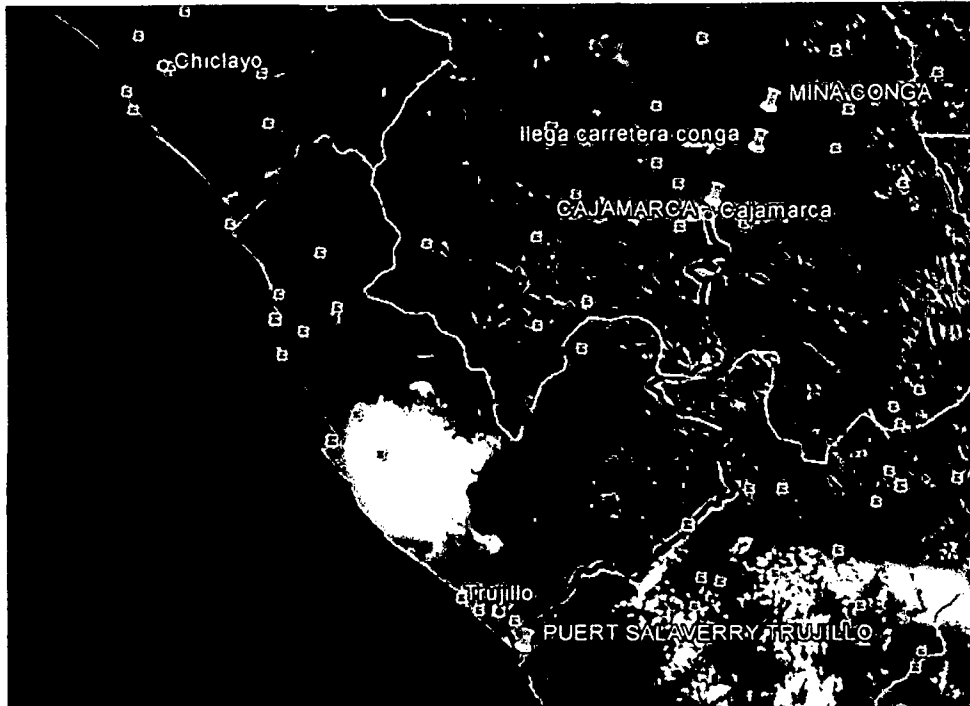 Chiclayo
MINA CONGA
llega carretera conga
CAJAMARCA Cajamarca
Trujillo
PUERT SALAVERRY TRUJILLO